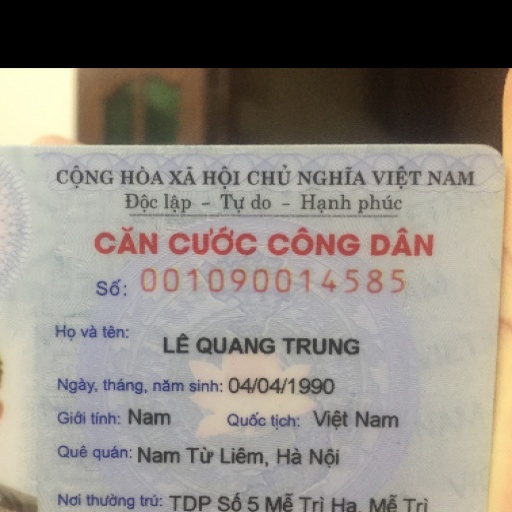 CỘNG HÒA XÃ HỘI CHỦ NGHĨA VIỆT NAM
Độc lập - Tự do - Hạnh phúc
CĂN CƯỚC CÔNG DÂN
Số: 001090014585
Họ và tên:
LÊ QUANG TRUNG
Ngày, tháng, năm sinh: 04/04/1990
Giới tính: Nam Quốc tịch: Việt Nam
Quê quán: Nam Từ Liêm, Hà Nội
Nơi thường trú: TDP Số 5 Mễ Trì Hạ, Mễ Trì